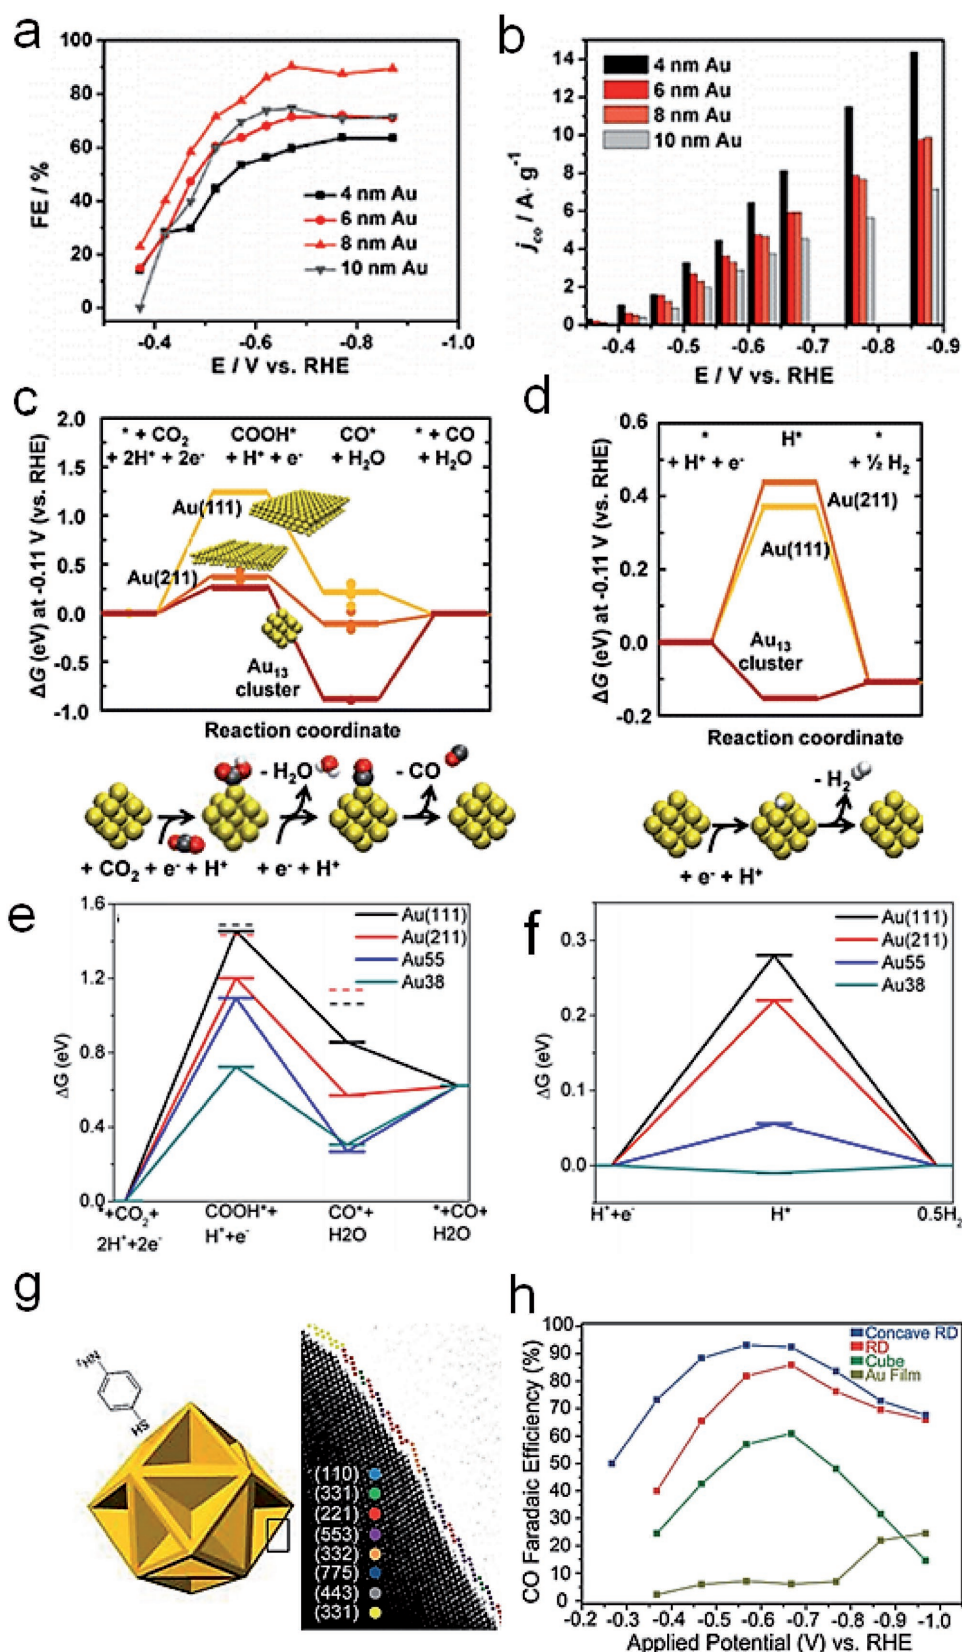 a
100
80
60
40
20
0
FE / %
4 nm Au
6 nm Au
8 nm Au
10 nm Au
-0.4
-0.6
-0.8
-1.0
E / V vs. RHE
b
14
12
10
8
6
4
2
0
jco / A· g-1
4 nm Au
6 nm Au
8 nm Au
10 nm Au
-0.4
-0.5
-0.6
-0.7
-0.8
-0.9
E / V vs. RHE
c
2.0
1.5
1.0
0.5
0.0
-0.5
-1.0
ΔG (eV) at -0.11 V (vs. RHE)
* + CO2
+ 2H+ + 2e-
COOH*
+ H+ + e-
CO*
+ H2O
* + CO
+ H2O
Au(111)
Au(211)
Au13
cluster
Reaction coordinate
- H2O
- CO
+ CO2 + e- + H+
+ e- + H+
d
0.6
0.4
0.2
0.0
-0.2
ΔG (eV) at -0.11 V (vs. RHE)
*
+ H+ + e-
H*
*
+ ½ H2
Au(211)
Au(111)
Au13
cluster
Reaction coordinate
- H2
+ e- + H+
e
1.6
1.2
0.8
0.4
0.0
ΔG (eV)
Au(111)
Au(211)
Au55
Au38
*+CO2+
2H++2e-
COOH*+
H++e-
CO*+
H2O
*+CO+
H2O
f
0.3
0.2
0.1
0.0
ΔG (eV)
Au(111)
Au(211)
Au55
Au38
H++e-
H*
0.5H2
g
H2N
SH
(110)
(331)
(221)
(553)
(332)
(775)
(443)
(331)
h
100
90
80
70
60
50
40
30
20
10
0
CO Faradaic Efficiency (%)
Concave RD
RD
Cube
Au Film
-0.2
-0.3
-0.4
-0.5
-0.6
-0.7
-0.8
-0.9
-1.0
Applied Potential (V) vs. RHE